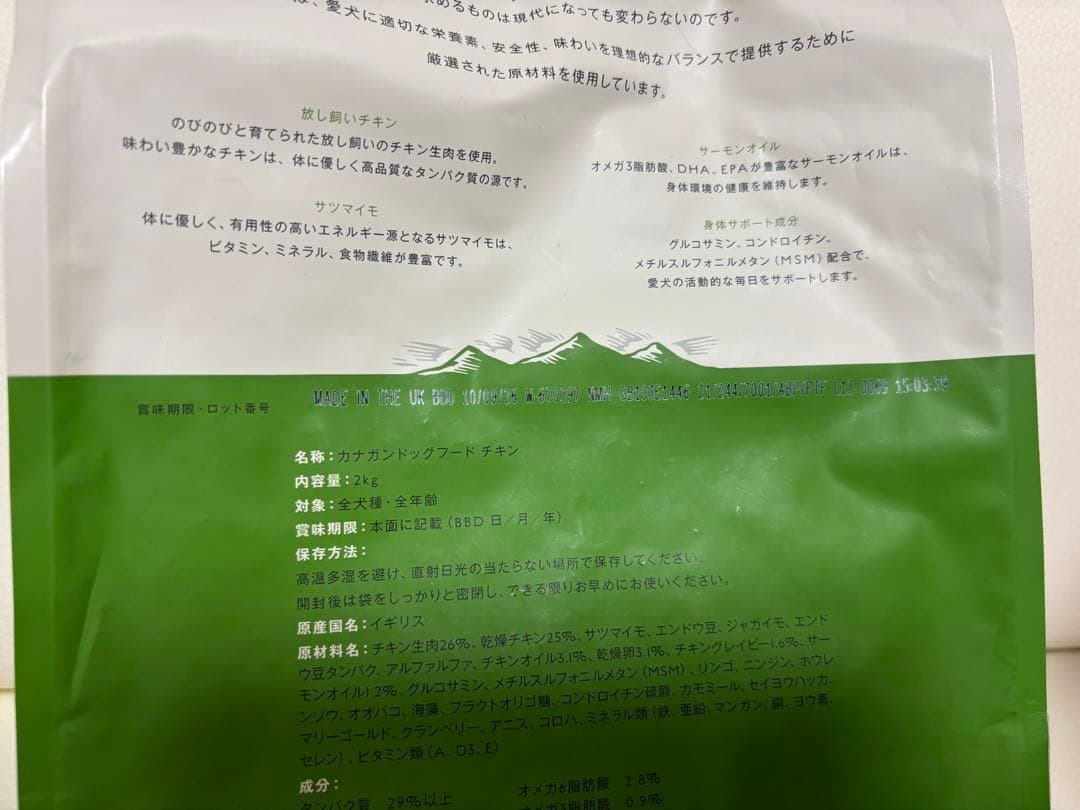 めるものは現代になっても変わらないのです。
は、愛犬に適切な栄養素、安全性、味わいを理想的なバランスで提供するために
厳選された原材料を使用しています。
放し飼いチキン
のびのびと育てられた放し飼いのチキン生肉を使用。
味わい豊かなチキンは、体に優しく高品質なタンパク質の源です。
サーモンオイル
オメガ3脂肪酸、DHA、EPAが豊富なサーモンオイルは、
身体環境の健康を維持します。
サツマイモ
体に優しく、有用性の高いエネルギー源となるサツマイモは、
ビタミン、ミネラル、食物繊維が豊富です。
身体サポート成分
グルコサミン、コンドロイチン、
メチルスルフォニルメタン（MSM）配合で、
愛犬の活動的な毎日をサポートします。
賞味期限・ロット番号
MADE IN THE UK BBD 10/09/26 NMH 15:03:39
名称：カナガンドッグフード チキン
内容量：2kg
対象：全犬種・全年齢
賞味期限：本面に記載（BBD 日／月／年）
保存方法：
高温多湿を避け、直射日光の当たらない場所で保存してください。
開封後は袋をしっかりと密閉し、できる限りお早めにお使いください。
原産国名：イギリス
原材料名：チキン生肉26%、乾燥チキン25%、サツマイモ、エンドウ豆、ジャガイモ、エンド
ウ豆タンパク、アルファルファ、チキンオイル3.1%、乾燥卵3.1%、チキングレイビー1.6%、サー
モンオイル1.2%、グルコサミン、メチルスルフォニルメタン（MSM）、リンゴ、ニンジン、ホウレ
ンソウ、オオバコ、海藻、フラクトオリゴ糖、コンドロイチン硫酸、カモミール、セイヨウハッカ、
マリーゴールド、クランベリー、アニス、コロハ、ミネラル類（鉄、亜鉛、マンガン、銅、ヨウ素、
セレン）、ビタミン類（A、D3、E）
成分：
タンパク質 29%以上
オメガ6脂肪酸 2.8%
オメガ3脂肪酸 0.9%